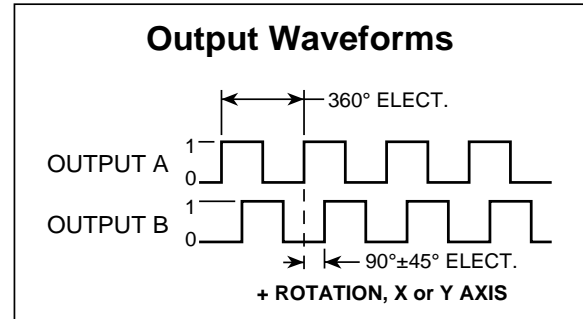 Output Waveforms
360° ELECT.
1
OUTPUT A
0
1
OUTPUT B
0
90°±45° ELECT.
+ ROTATION, X or Y AXIS